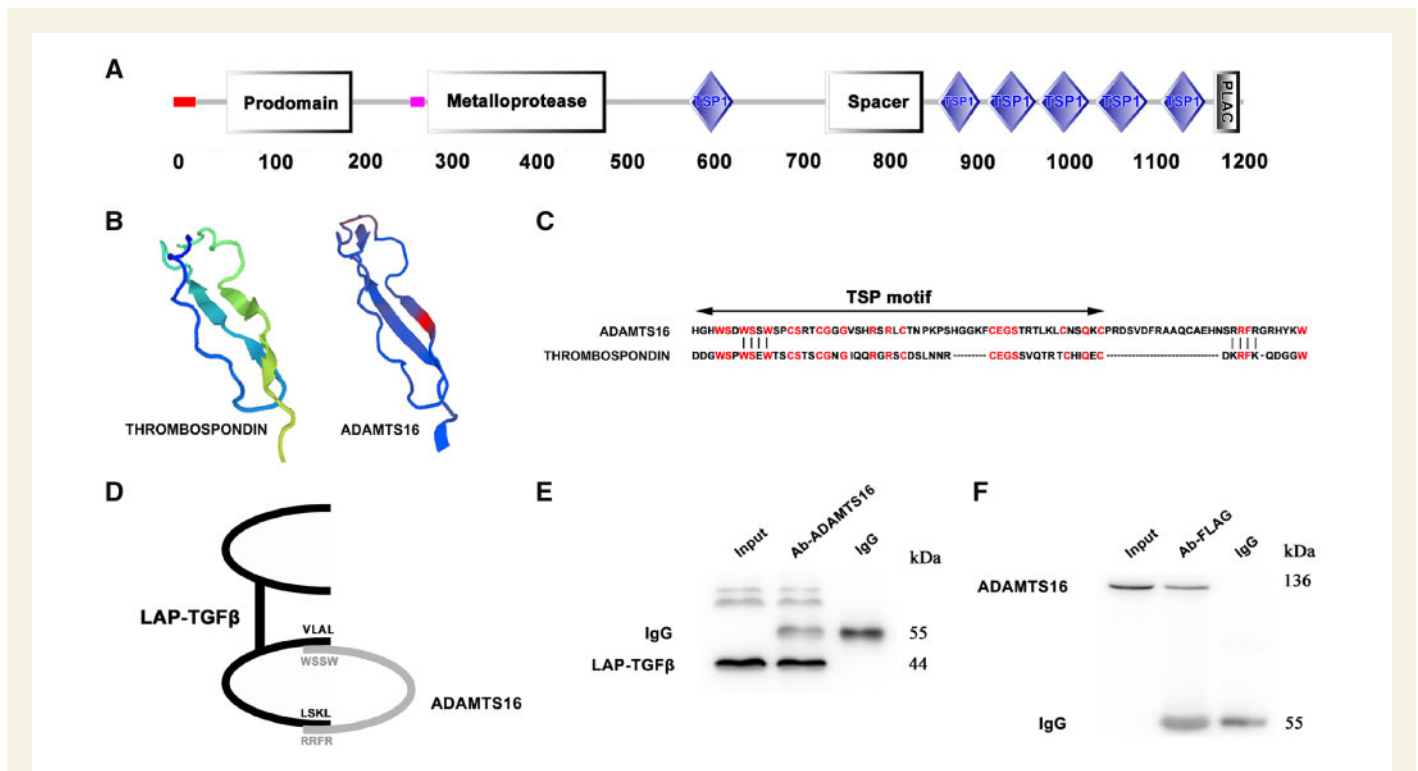 A
Prodomain Metalloprotease TSP1 Spacer TSP1 TSP1 TSP1 TSP1 TSP1 PLAC
0 100 200 300 400 500 600 700 800 900 1000 1100 1200
B
THROMBOSPONDIN ADAMTS16
C
TSP motif
ADAMTS16 HGHWSDWSSWSPCSRTCGGGVSHRSRLCTNPKPSHGGKFCEGSTRTLKLCNSQKCPRDSVDFRAAQCAEHNSRRFRGRHYKW
THROMBOSPONDIN DDGWSPWSEWTSCSTSCGNGIQQRGRSCDSLNNR--------CEGSSVQTRTCHIQEC------------------DKRFK-QDGGW
D
LAP-TGFβ
VLAL
WSSW
LSKL
RRFR
ADAMTS16
E
Input Ab-ADAMTS16 IgG kDa
IgG 55
LAP-TGFβ 44
F
Input Ab-FLAG IgG kDa
ADAMTS16 136
IgG 55